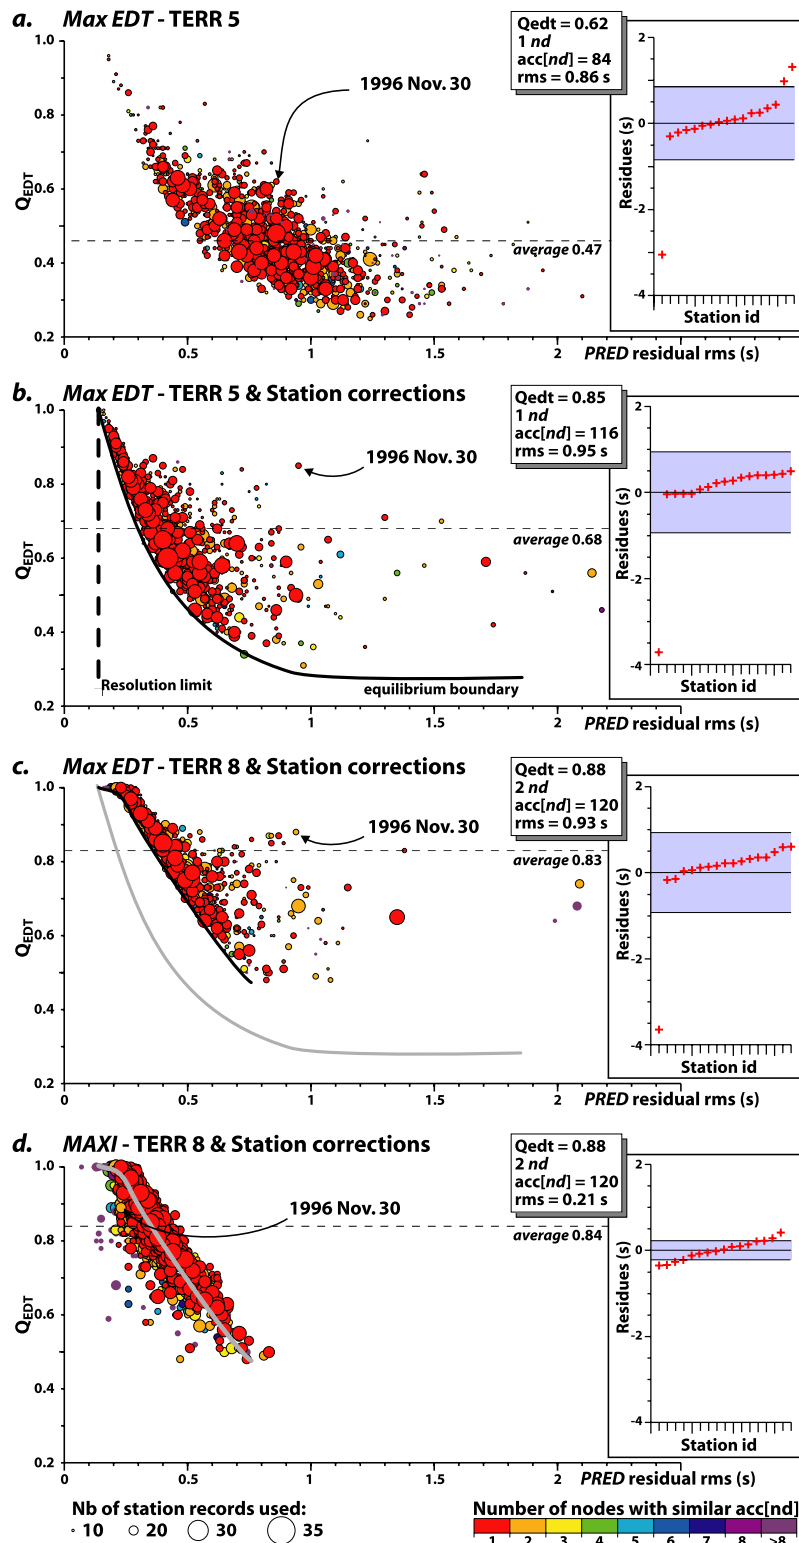 a. Max EDT - TERR 5
Qedt = 0.62
1 nd
acc[nd] = 84
rms = 0.86 s
1996 Nov. 30
average 0.47
QEDT
1.0
0.8
0.6
0.4
0.2
0
0.5
1
1.5
2
PRED residual rms (s)
Residues (s)
2
0
-2
-4
Station id
b. Max EDT - TERR 5 & Station corrections
Qedt = 0.85
1 nd
acc[nd] = 116
rms = 0.95 s
1996 Nov. 30
average 0.68
Resolution limit
equilibrium boundary
QEDT
1.0
0.8
0.6
0.4
0.2
0
0.5
1
1.5
2
PRED residual rms (s)
Residues (s)
2
0
-2
-4
Station id
c. Max EDT - TERR 8 & Station corrections
Qedt = 0.88
2 nd
acc[nd] = 120
rms = 0.93 s
1996 Nov. 30
average 0.83
QEDT
1.0
0.8
0.6
0.4
0.2
0
0.5
1
1.5
2
PRED residual rms (s)
Residues (s)
2
0
-2
-4
Station id
d. MAXI - TERR 8 & Station corrections
Qedt = 0.88
2 nd
acc[nd] = 120
rms = 0.21 s
1996 Nov. 30
average 0.84
QEDT
1.0
0.8
0.6
0.4
0.2
0
0.5
1
1.5
2
PRED residual rms (s)
Residues (s)
2
0
-2
-4
Station id
Nb of station records used:
10 20 30 35
Number of nodes with similar acc[nd]
1 2 3 4 5 6 7 8 >8